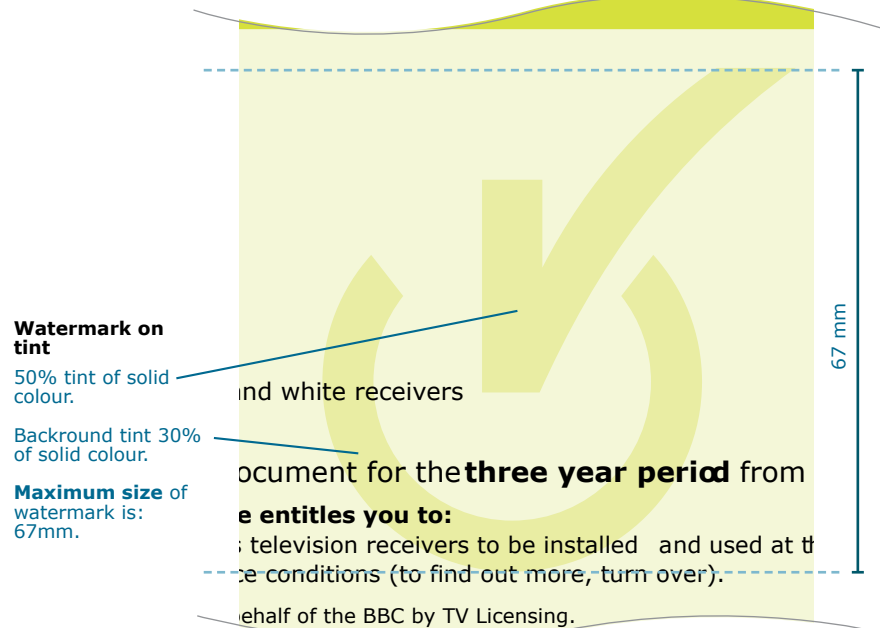 Watermark on
tint
50% tint of solid
colour.
Backround tint 30%
of solid colour.
Maximum size of
watermark is:
67mm.
and white receivers
ocument for the three year period from
e entitles you to:
s television receivers to be installed and used at th
ce conditions (to find out more, turn over).
ehalf of the BBC by TV Licensing.
67 mm